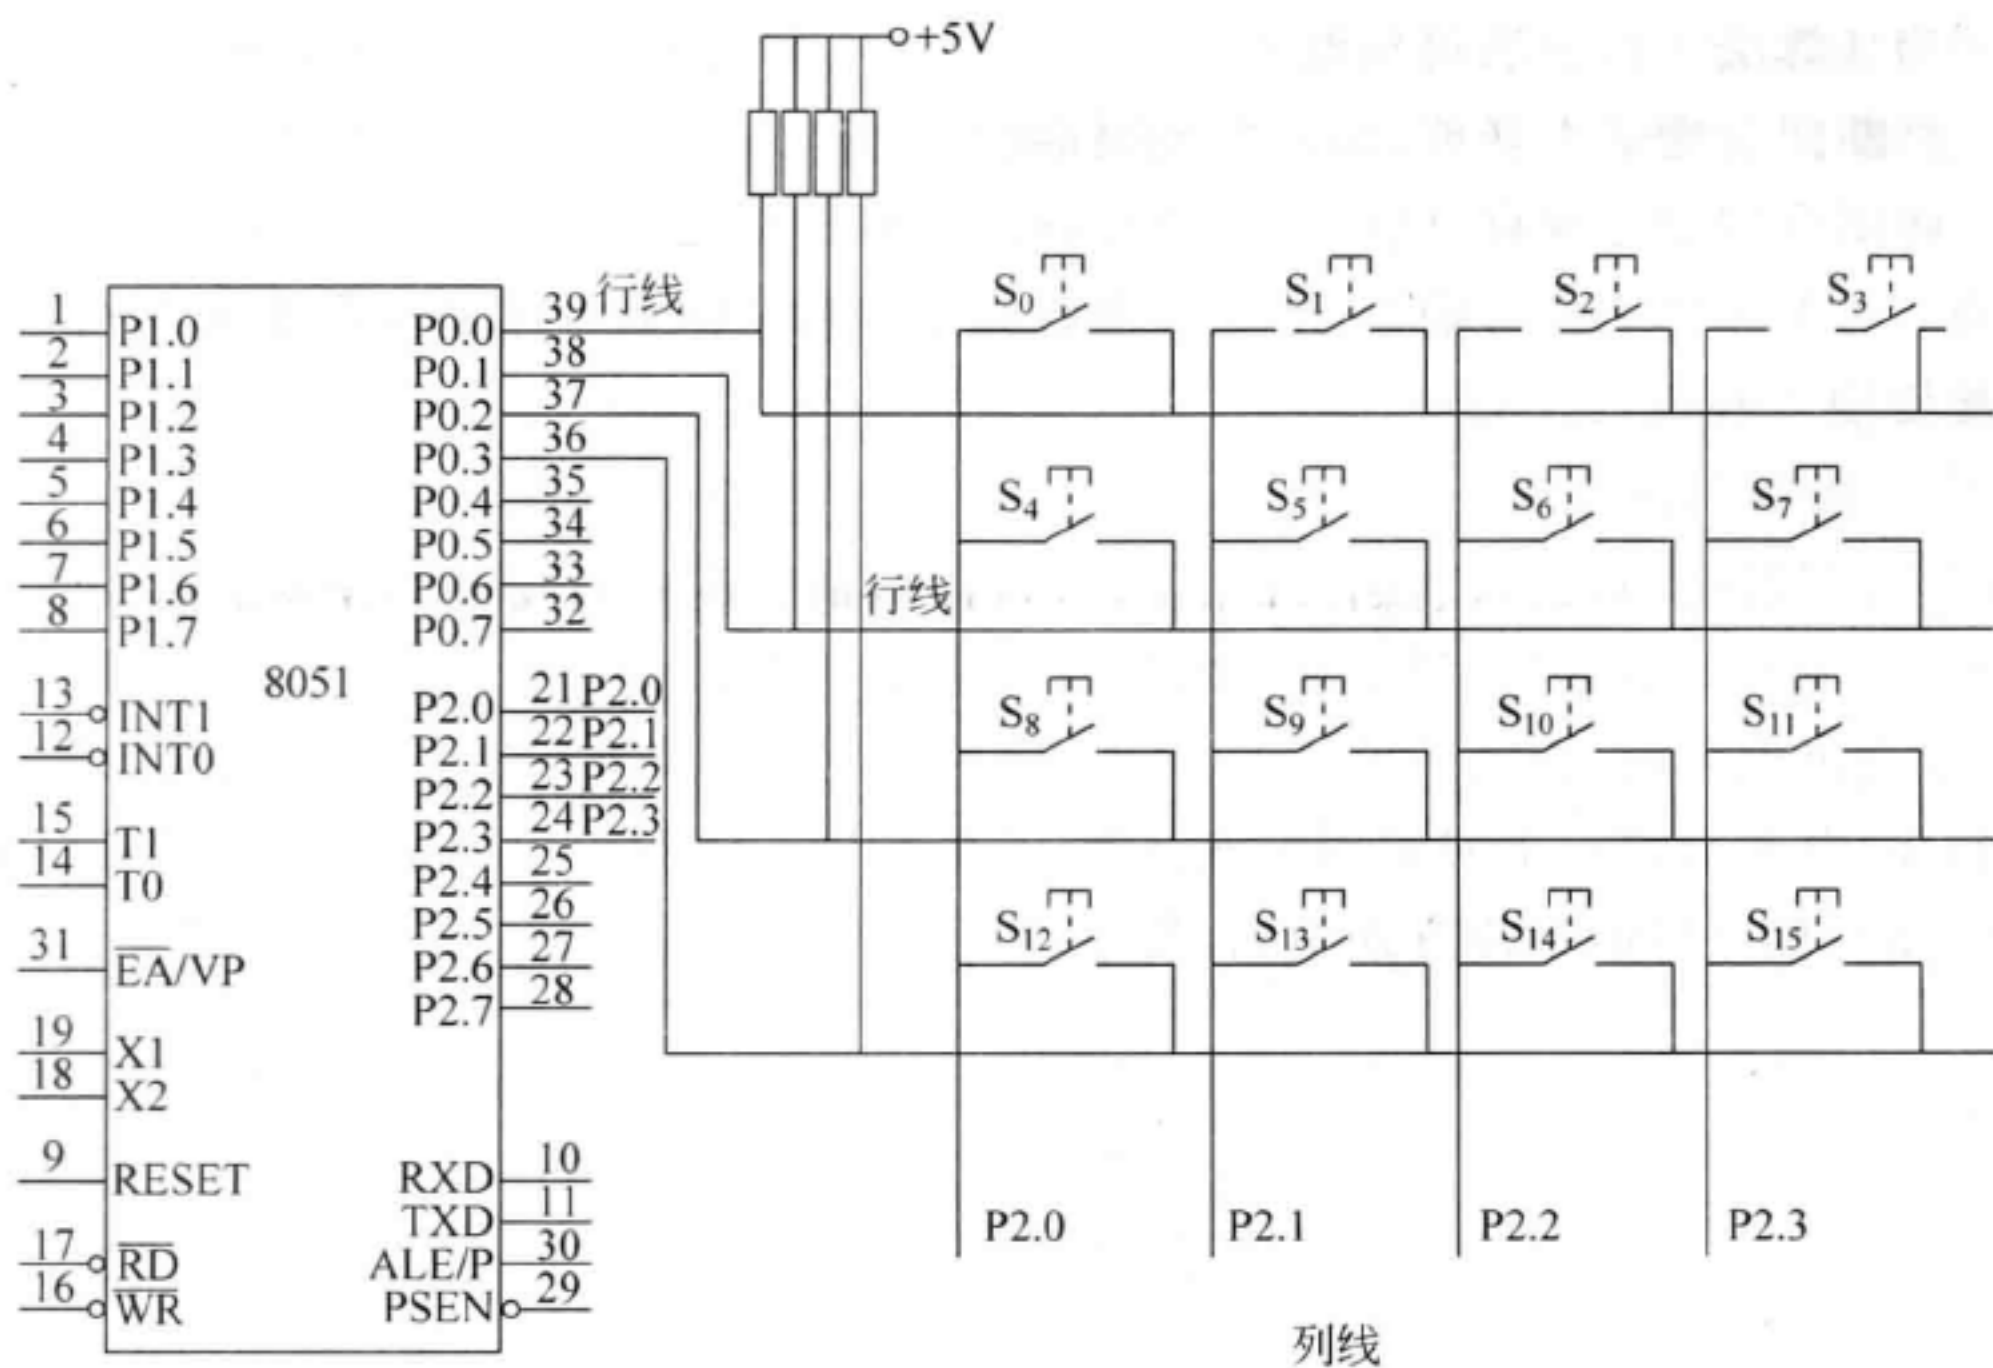 +5V
行线
S0 S1 S2 S3
1 P1.0 P0.0 39
2 P1.1 P0.1 38
3 P1.2 P0.2 37
4 P1.3 P0.3 36
5 P1.4 P0.4 35
6 P1.5 P0.5 34
7 P1.6 P0.6 33
8 P1.7 P0.7 32
S4 S5 S6 S7
行线
8051
13 INT1 P2.0 21 P2.0
12 INT0 P2.1 22 P2.1
P2.2 23 P2.2
15 T1 P2.3 24 P2.3
14 T0 P2.4 25
P2.5 26
31 EA/VP P2.6 27
P2.7 28
S8 S9 S10 S11
S12 S13 S14 S15
19 X1
18 X2
9 RESET RXD 10
TXD 11
17 RD ALE/P 30
16 WR PSEN 29
P2.0 P2.1 P2.2 P2.3
列线